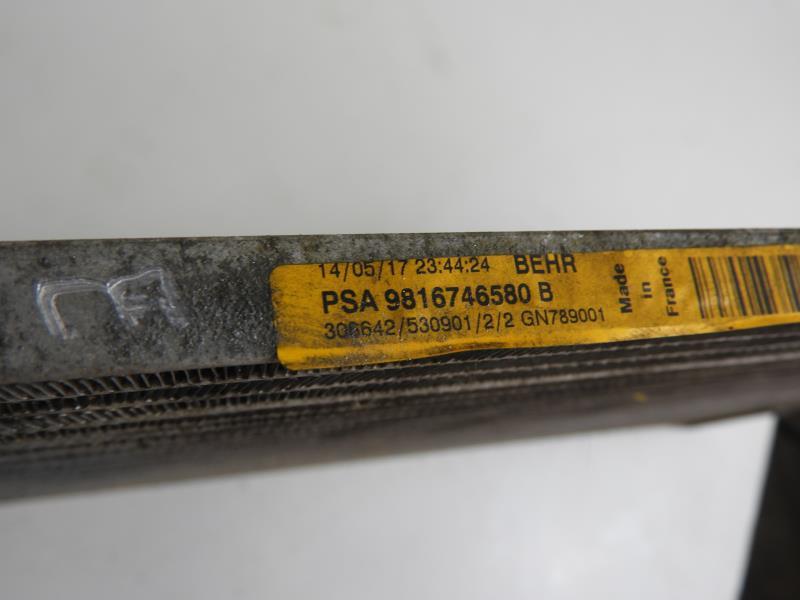 14/05/17 23:44:24 BEHR
PSA 9816746580 B
306642/530901/2/2 GN789001
Made
in
France